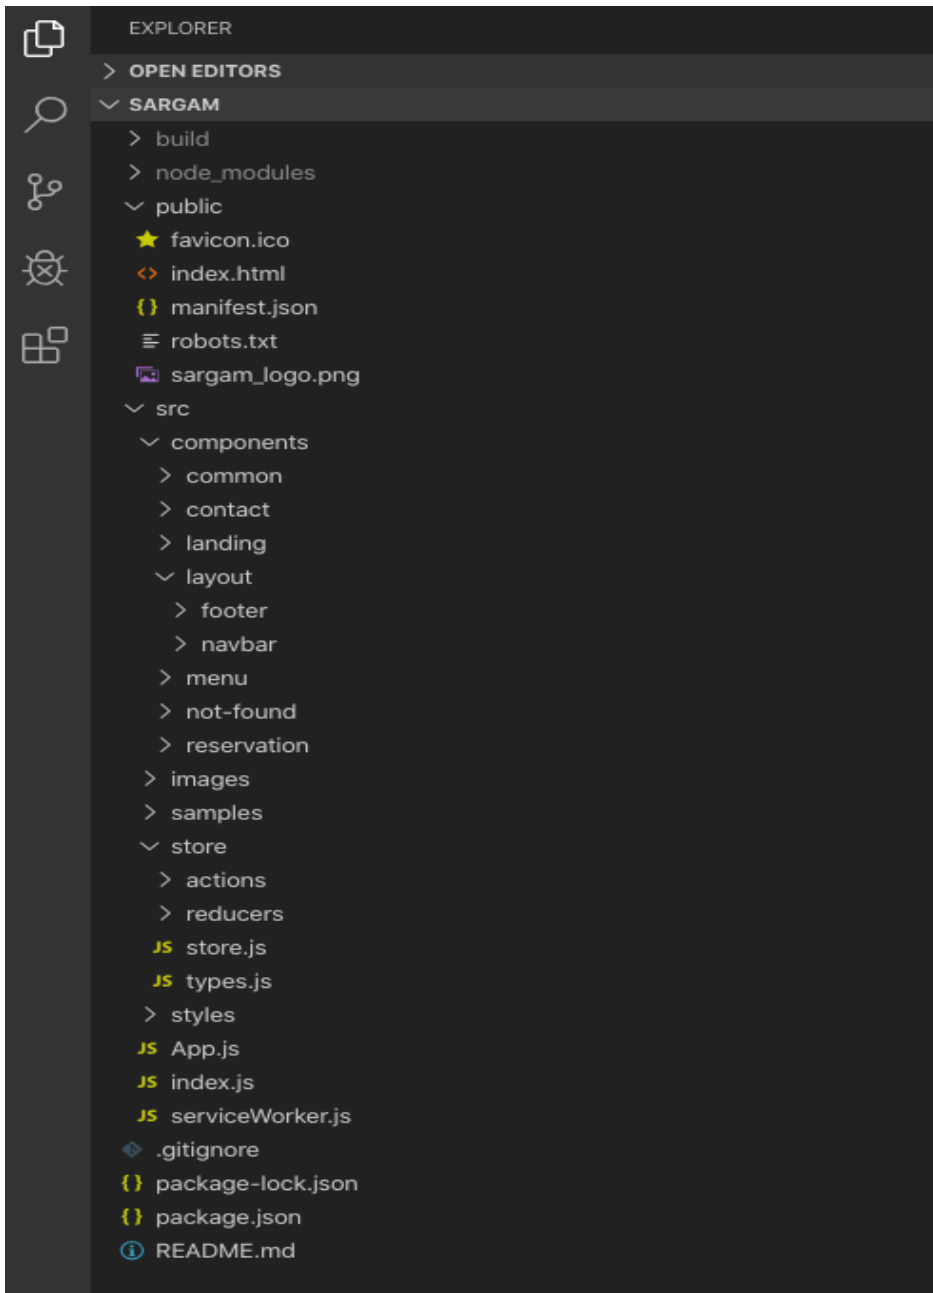 EXPLORER
OPEN EDITORS
SARGAM
build
node_modules
public
favicon.ico
<> index.html
{} manifest.json
robots.txt
sargam_logo.png
src
components
common
contact
landing
layout
footer
navbar
menu
not-found
reservation
images
samples
store
actions
reducers
JS store.js
JS types.js
styles
JS App.js
JS index.js
JS serviceWorker.js
.gitignore
{} package-lock.json
{} package.json
README.md